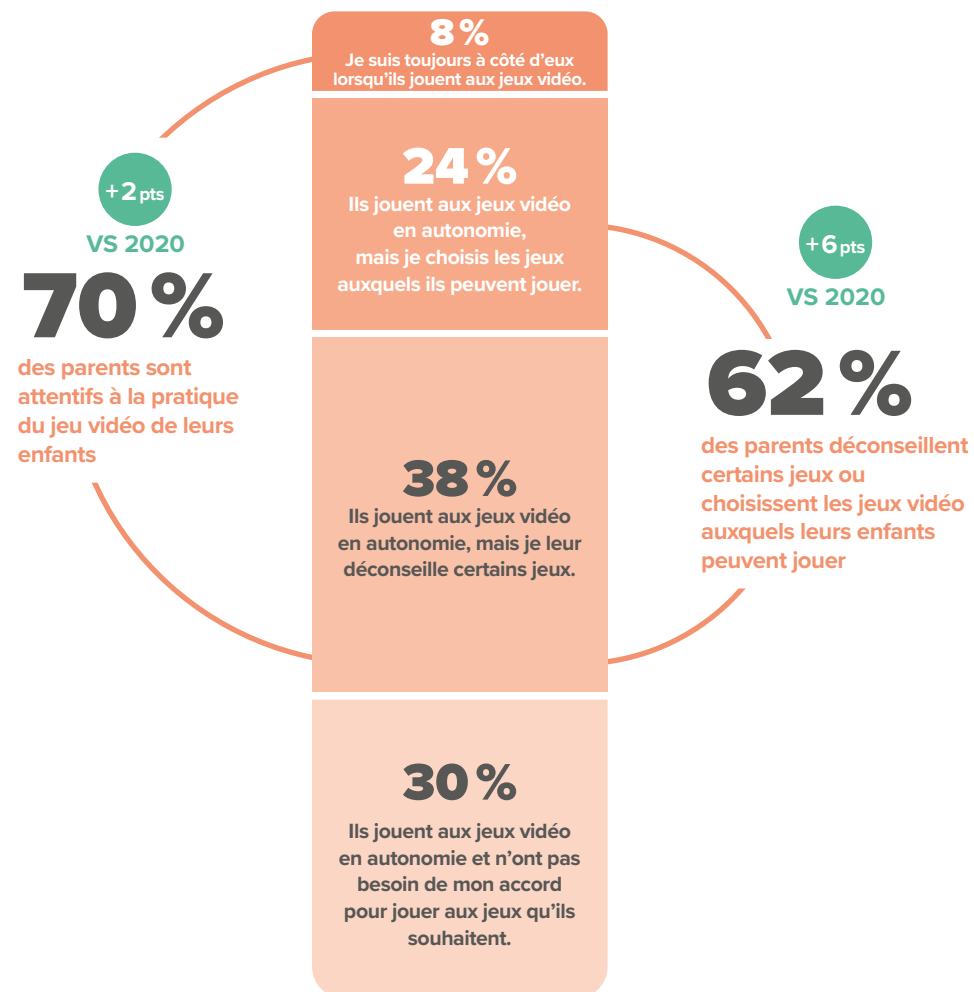 8 %
Je suis toujours à côté d'eux
lorsqu'ils jouent aux jeux vidéo.
24 %
Ils jouent aux jeux vidéo
en autonomie,
mais je choisis les jeux
auxquels ils peuvent jouer.
38 %
Ils jouent aux jeux vidéo
en autonomie, mais je leur
déconseille certains jeux.
30 %
Ils jouent aux jeux vidéo
en autonomie et n'ont pas
besoin de mon accord
pour jouer aux jeux qu'ils
souhaitent.
+2 pts
VS 2020
70 %
des parents sont
attentifs à la pratique
du jeu vidéo de leurs
enfants
+6 pts
VS 2020
62 %
des parents déconseillent
certains jeux ou
choisissent les jeux vidéo
auxquels leurs enfants
peuvent jouer